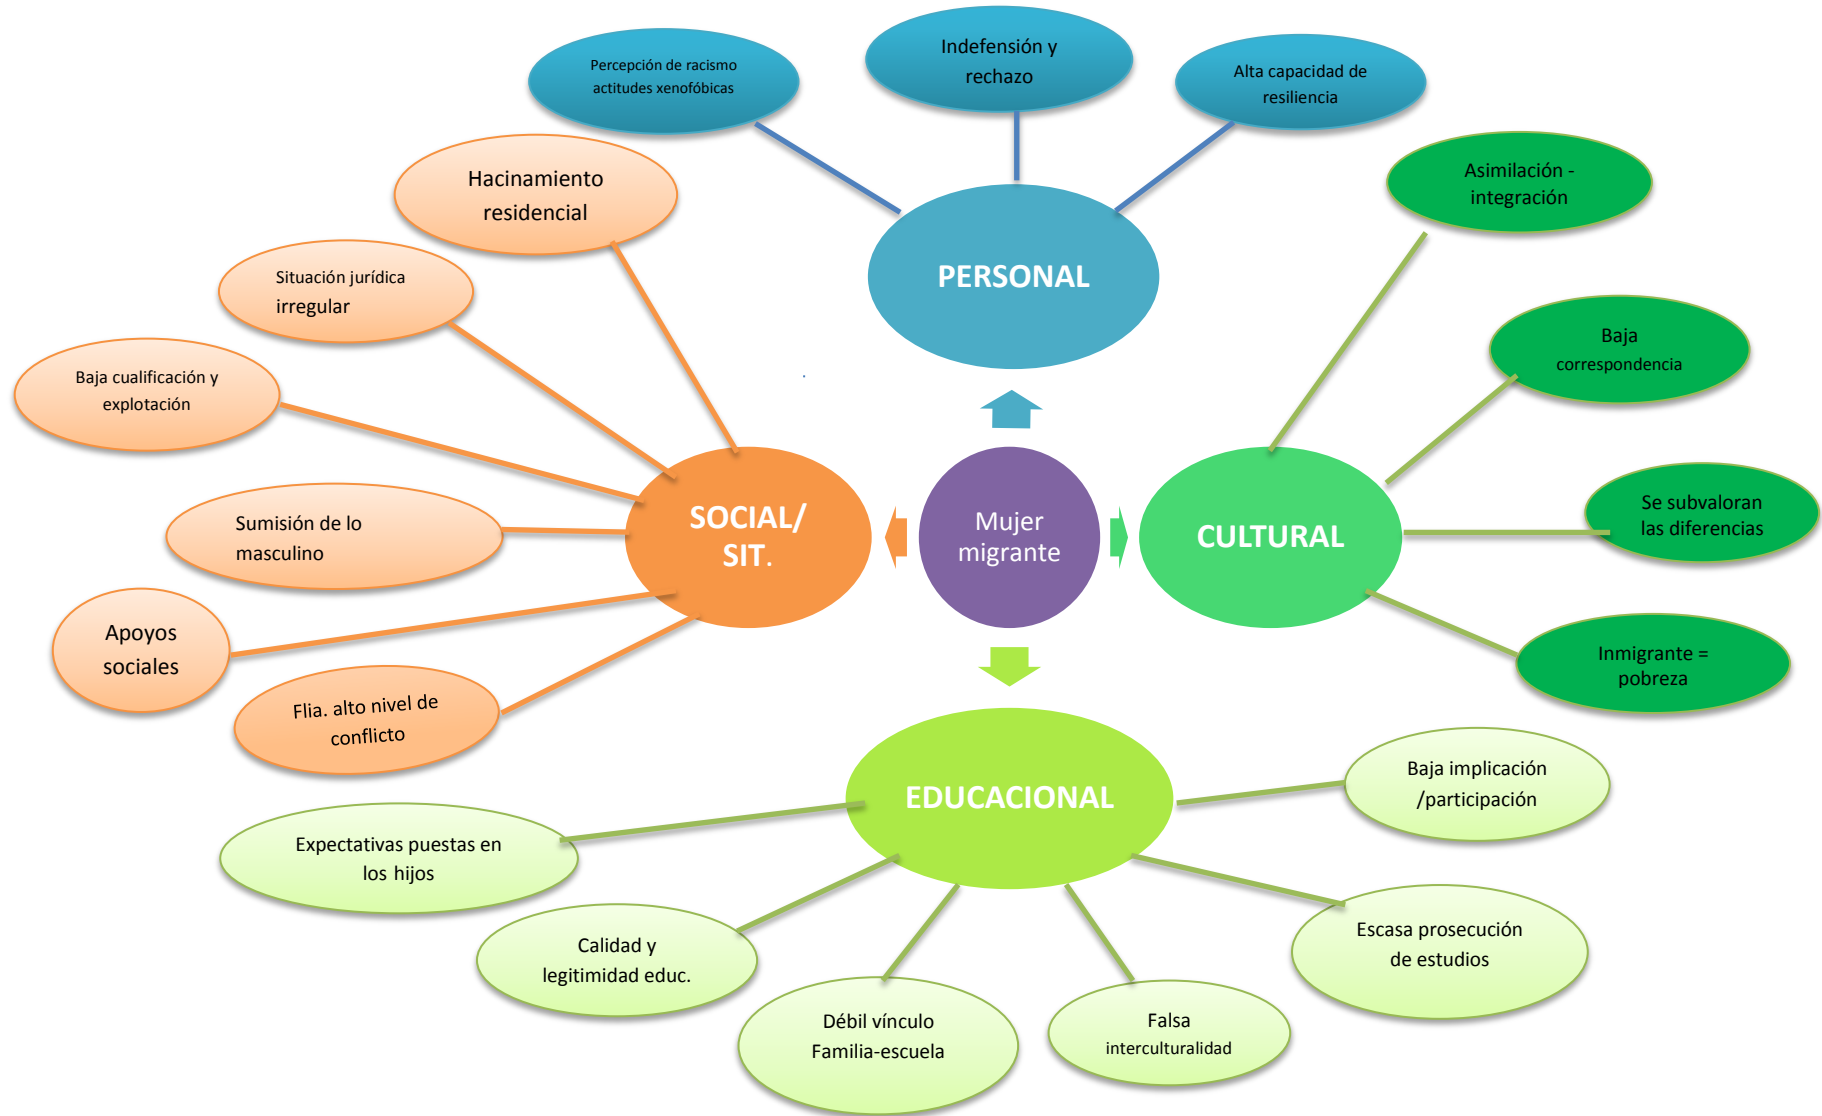 Percepción de racismo
actitudes xenofóbicas
Indefensión y
rechazo
Alta capacidad de
resiliencia
Hacinamiento
residencial
Asimilación -
integración
Situación jurídica
irregular
PERSONAL
Baja
correspondencia
Baja cualificación y
explotación
Sumisión de lo
masculino
SOCIAL/
SIT.
Mujer
migrante
CULTURAL
Se subvaloran
las diferencias
Apoyos
sociales
Inmigrante =
pobreza
Flia. alto nivel de
conflicto
EDUCACIONAL
Baja implicación
/participación
Expectativas puestas en
los hijos
Calidad y
legitimidad educ.
Escasa prosecución
de estudios
Débil vínculo
Familia-escuela
Falsa
interculturalidad